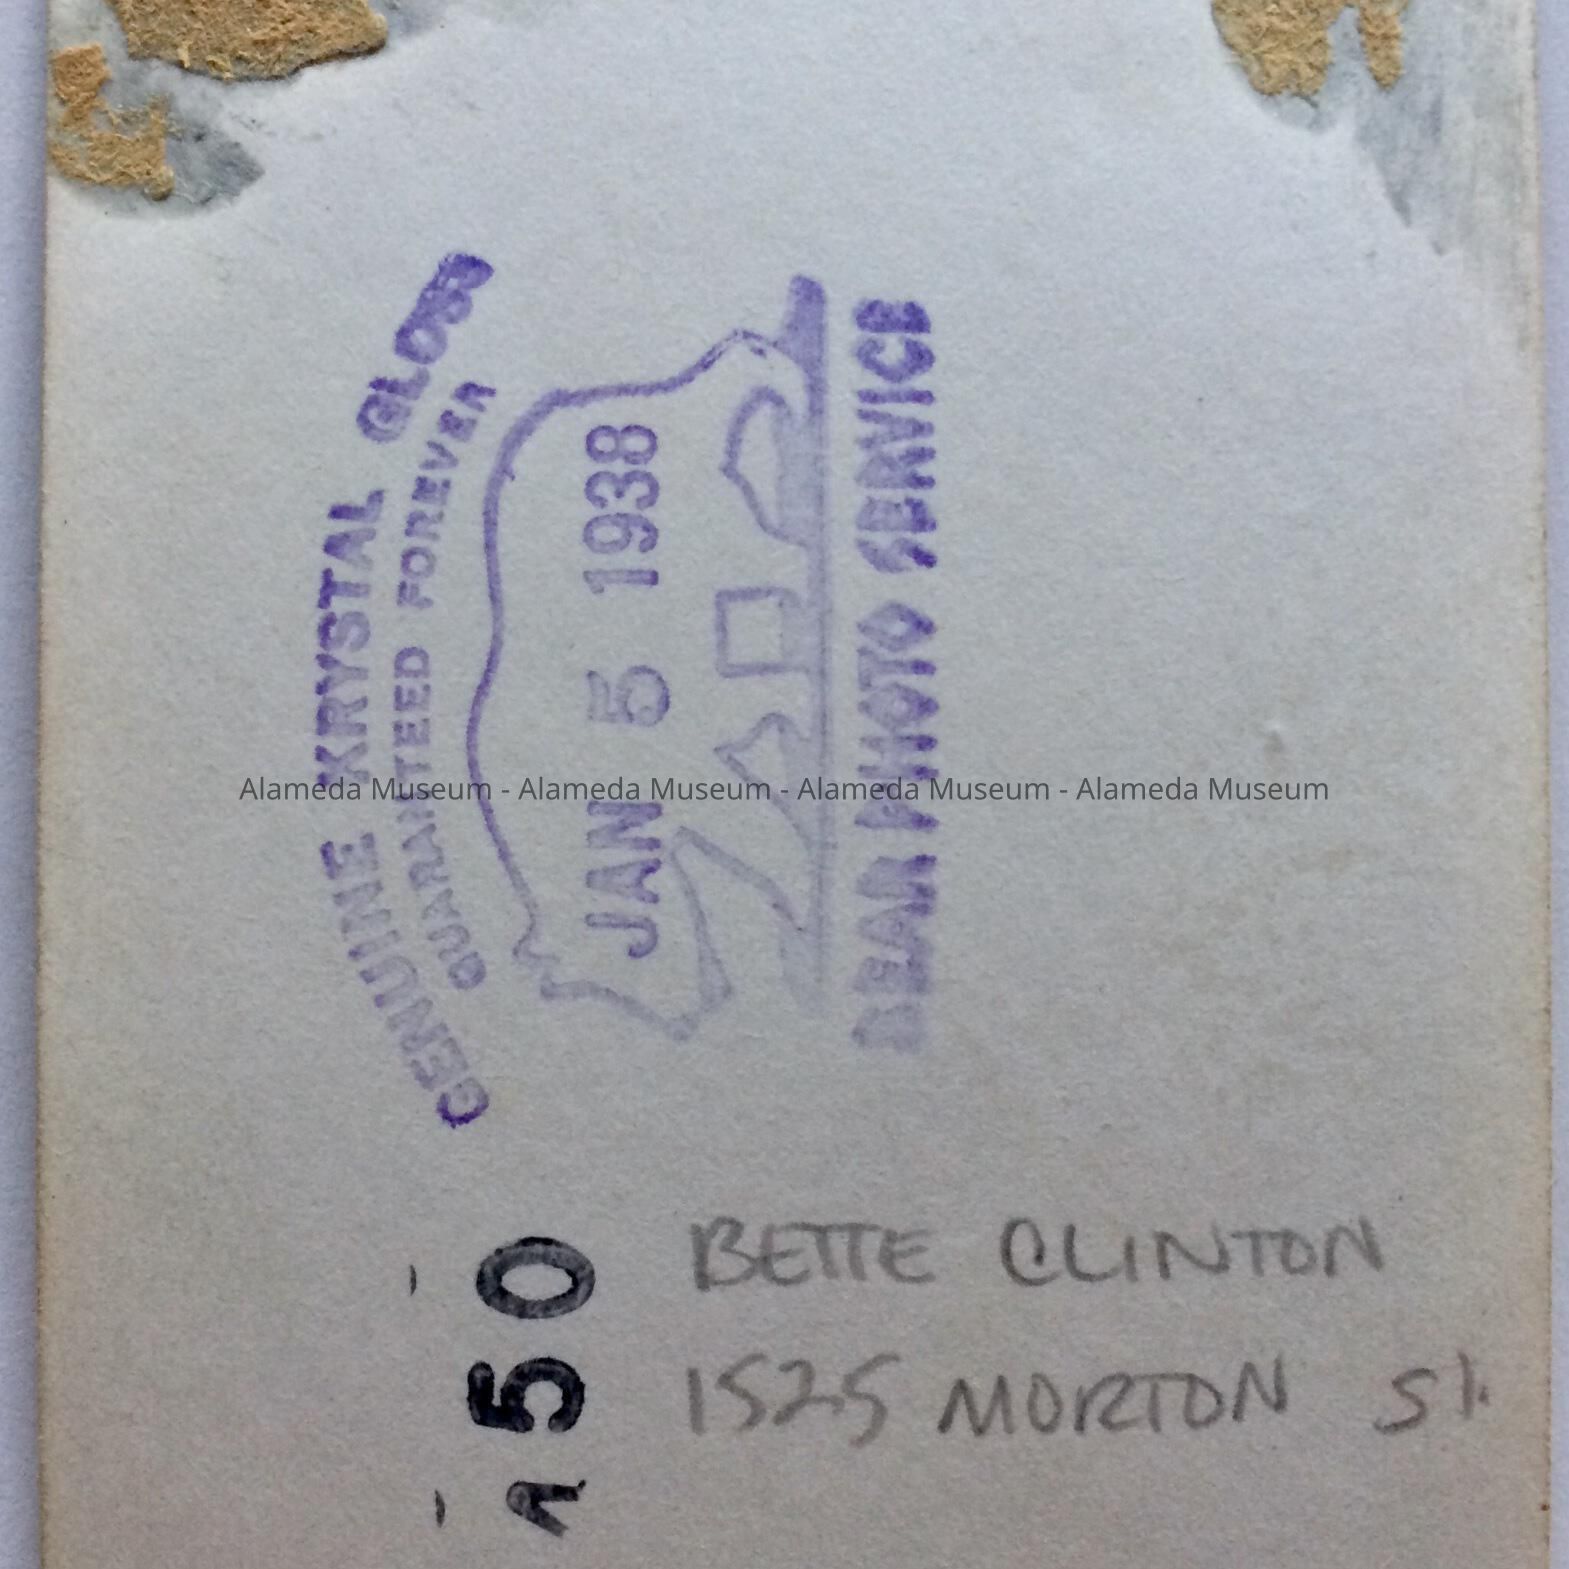 GENUINE KRYSTAL GLOSS
GUARANTEED FOREVER
JAN 5 1938
BEAR PHOTO SERVICE
Alameda Museum - Alameda Museum - Alameda Museum - Alameda Museum
50
BETTE CLINTON
1525 MORTON St.